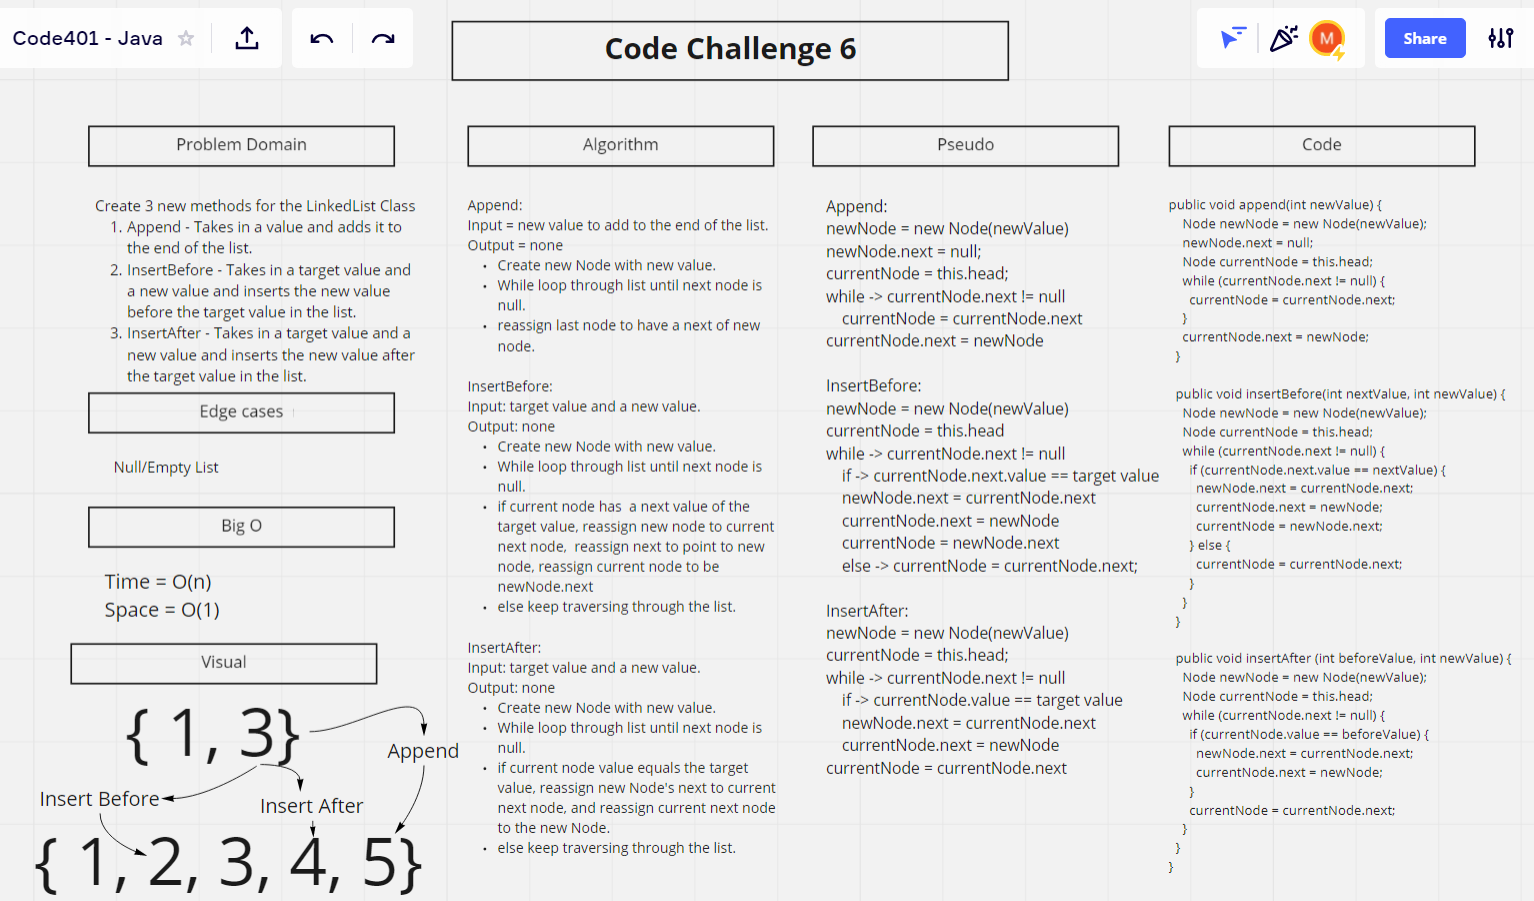 Code401 - Java
Code Challenge 6
M
Share
Problem Domain
Create 3 new methods for the LinkedList Class
1. Append - Takes in a value and adds it to
the end of the list.
2. InsertBefore - Takes in a target value and
a new value and inserts the new value
before the target value in the list.
3. InsertAfter - Takes in a target value and a
new value and inserts the new value after
the target value in the list.
Edge cases
Null/Empty List
Big O
Time = O(n)
Space = O(1)
Visual
{ 1, 3}
Append
Insert Before
Insert After
{ 1, 2, 3, 4, 5}
Algorithm
Append:
Input = new value to add to the end of the list.
Output = none
• Create new Node with new value.
• While loop through list until next node is
null.
• reassign last node to have a next of new
node.
InsertBefore:
Input: target value and a new value.
Output: none
• Create new Node with new value.
• While loop through list until next node is
null.
• if current node has  a next value of the
target value, reassign new node to current
next node,  reassign next to point to new
node, reassign current node to be
newNode.next
• else keep traversing through the list.
InsertAfter:
Input: target value and a new value.
Output: none
• Create new Node with new value.
• While loop through list until next node is
null.
• if current node value equals the target
value, reassign new Node's next to current
next node, and reassign current next node
to the new Node.
• else keep traversing through the list.
Pseudo
Append:
newNode = new Node(newValue)
newNode.next = null;
currentNode = this.head;
while -> currentNode.next != null
currentNode = currentNode.next
currentNode.next = newNode
InsertBefore:
newNode = new Node(newValue)
currentNode = this.head
while -> currentNode.next != null
if -> currentNode.next.value == target value
newNode.next = currentNode.next
currentNode.next = newNode
currentNode = newNode.next
else -> currentNode = currentNode.next;
InsertAfter:
newNode = new Node(newValue)
currentNode = this.head;
while -> currentNode.next != null
if -> currentNode.value == target value
newNode.next = currentNode.next
currentNode.next = newNode
currentNode = currentNode.next
Code
public void append(int newValue) {
Node newNode = new Node(newValue);
newNode.next = null;
Node currentNode = this.head;
while (currentNode.next != null) {
currentNode = currentNode.next;
}
currentNode.next = newNode;
}
public void insertBefore(int nextValue, int newValue) {
Node newNode = new Node(newValue);
Node currentNode = this.head;
while (currentNode.next != null) {
if (currentNode.next.value == nextValue) {
newNode.next = currentNode.next;
currentNode.next = newNode;
currentNode = newNode.next;
} else {
currentNode = currentNode.next;
}
}
}
public void insertAfter (int beforeValue, int newValue) {
Node newNode = new Node(newValue);
Node currentNode = this.head;
while (currentNode.next != null) {
if (currentNode.value == beforeValue) {
newNode.next = currentNode.next;
currentNode.next = newNode;
}
currentNode = currentNode.next;
}
}
}